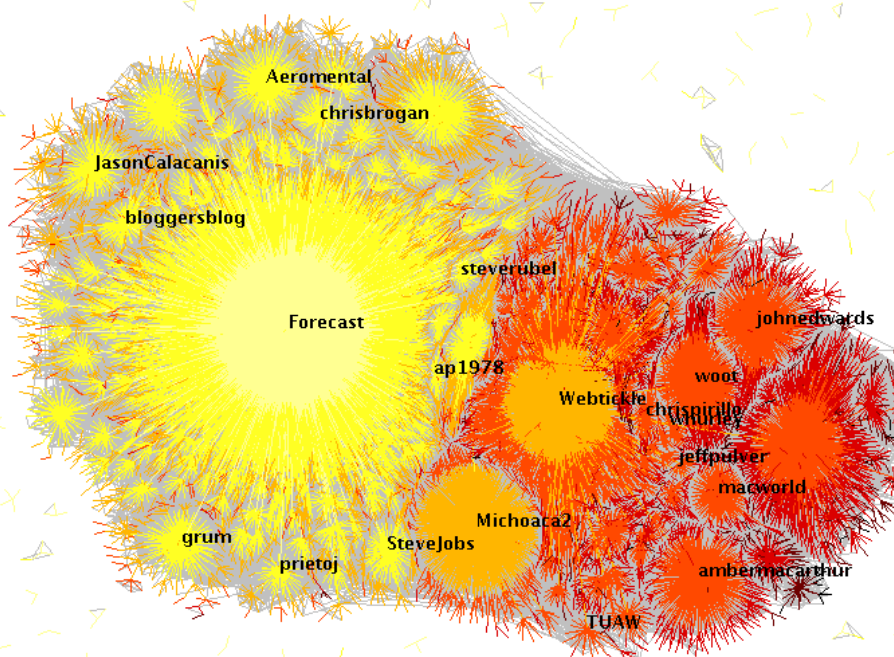 Aeromental
chrisbrogan
JasonCalacanis
bloggersblog
steverubel
Forecast
johnedwards
ap1978
woot
Webtickle
chrispirillo
whurley
jeffpulver
macworld
Michoaca2
grum
SteveJobs
prietoj
ambermacarthur
TUAW